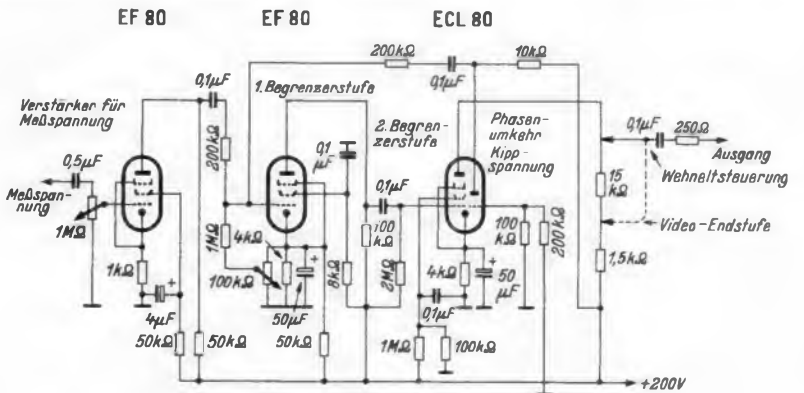 EF 80
EF 80
ECL 80
200kΩ
0,1µF
10kΩ
0,1µF
1. Begrenzerstufe
Verstärker für
Meßspannung
200kΩ
0,1
µF
2. Begren-
zerstufe
Phasen-
umkehr
Kipp-
spannung
0,1µF
250Ω
Ausgang
Wehneltsteuerung
0,5µF
Meßspan-
nung
1MΩ
0,1µF
15
kΩ
Video-Endstufe
1MΩ
4kΩ
100kΩ
8kΩ
100
kΩ
2MΩ
100
kΩ
200kΩ
1kΩ
4kΩ
50
µF
1,5kΩ
4µF
50kΩ
50kΩ
50µF
50kΩ
0,1µF
1MΩ
100kΩ
+200V